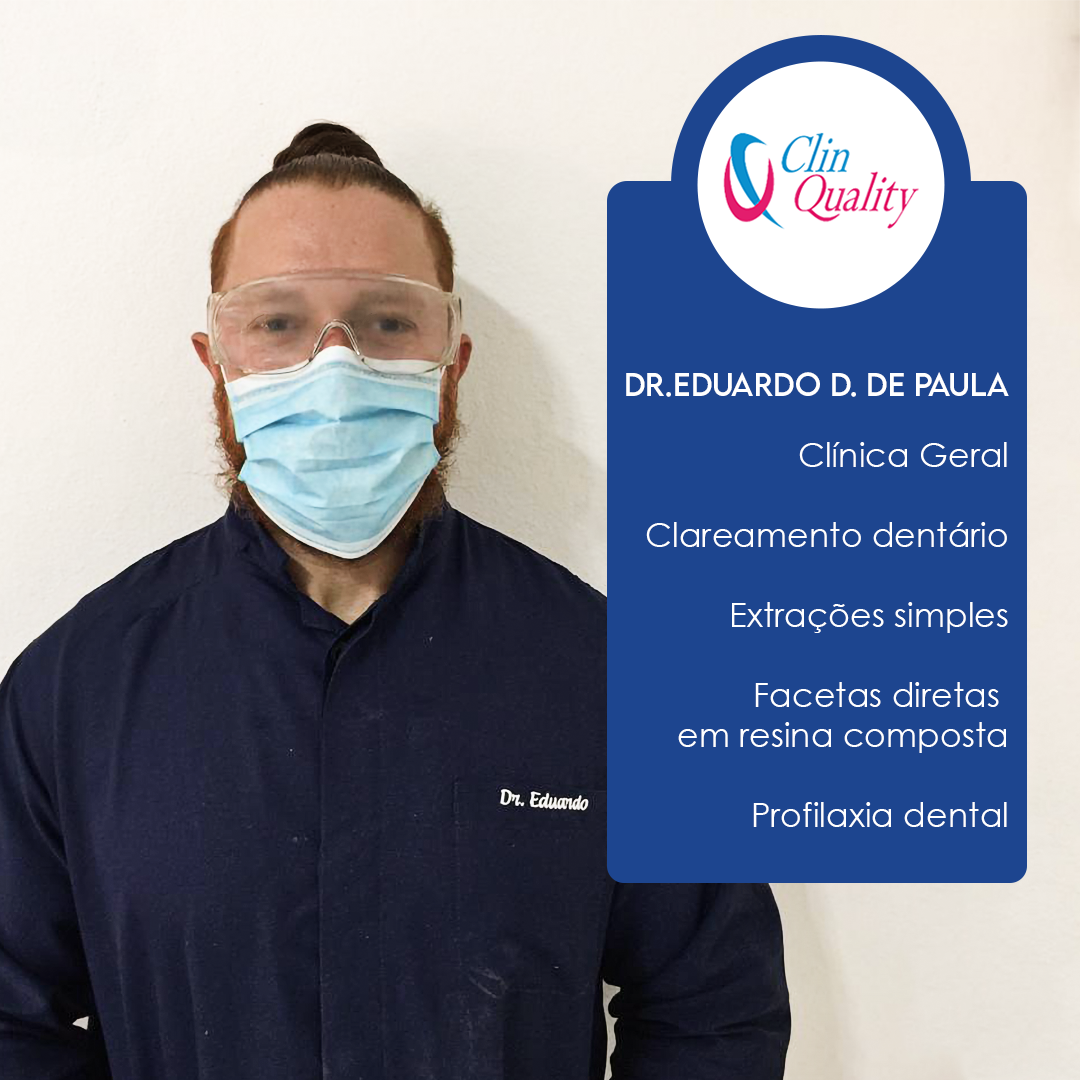 Clin
Quality
DR.EDUARDO D. DE PAULA
Clínica Geral
Clareamento dentário
Extrações simples
Facetas diretas
em resina composta
Profilaxia dental
Dr. Eduardo